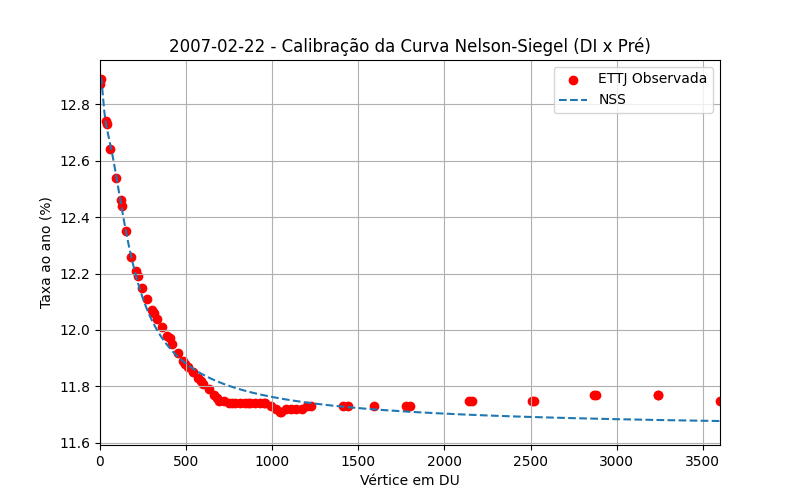 2007-02-22 - Calibração da Curva Nelson-Siegel (DI x Pré)
ETTJ Observada
NSS
Taxa ao ano (%)
12.8
12.6
12.4
12.2
12.0
11.8
11.6
0 500 1000 1500 2000 2500 3000 3500
Vértice em DU